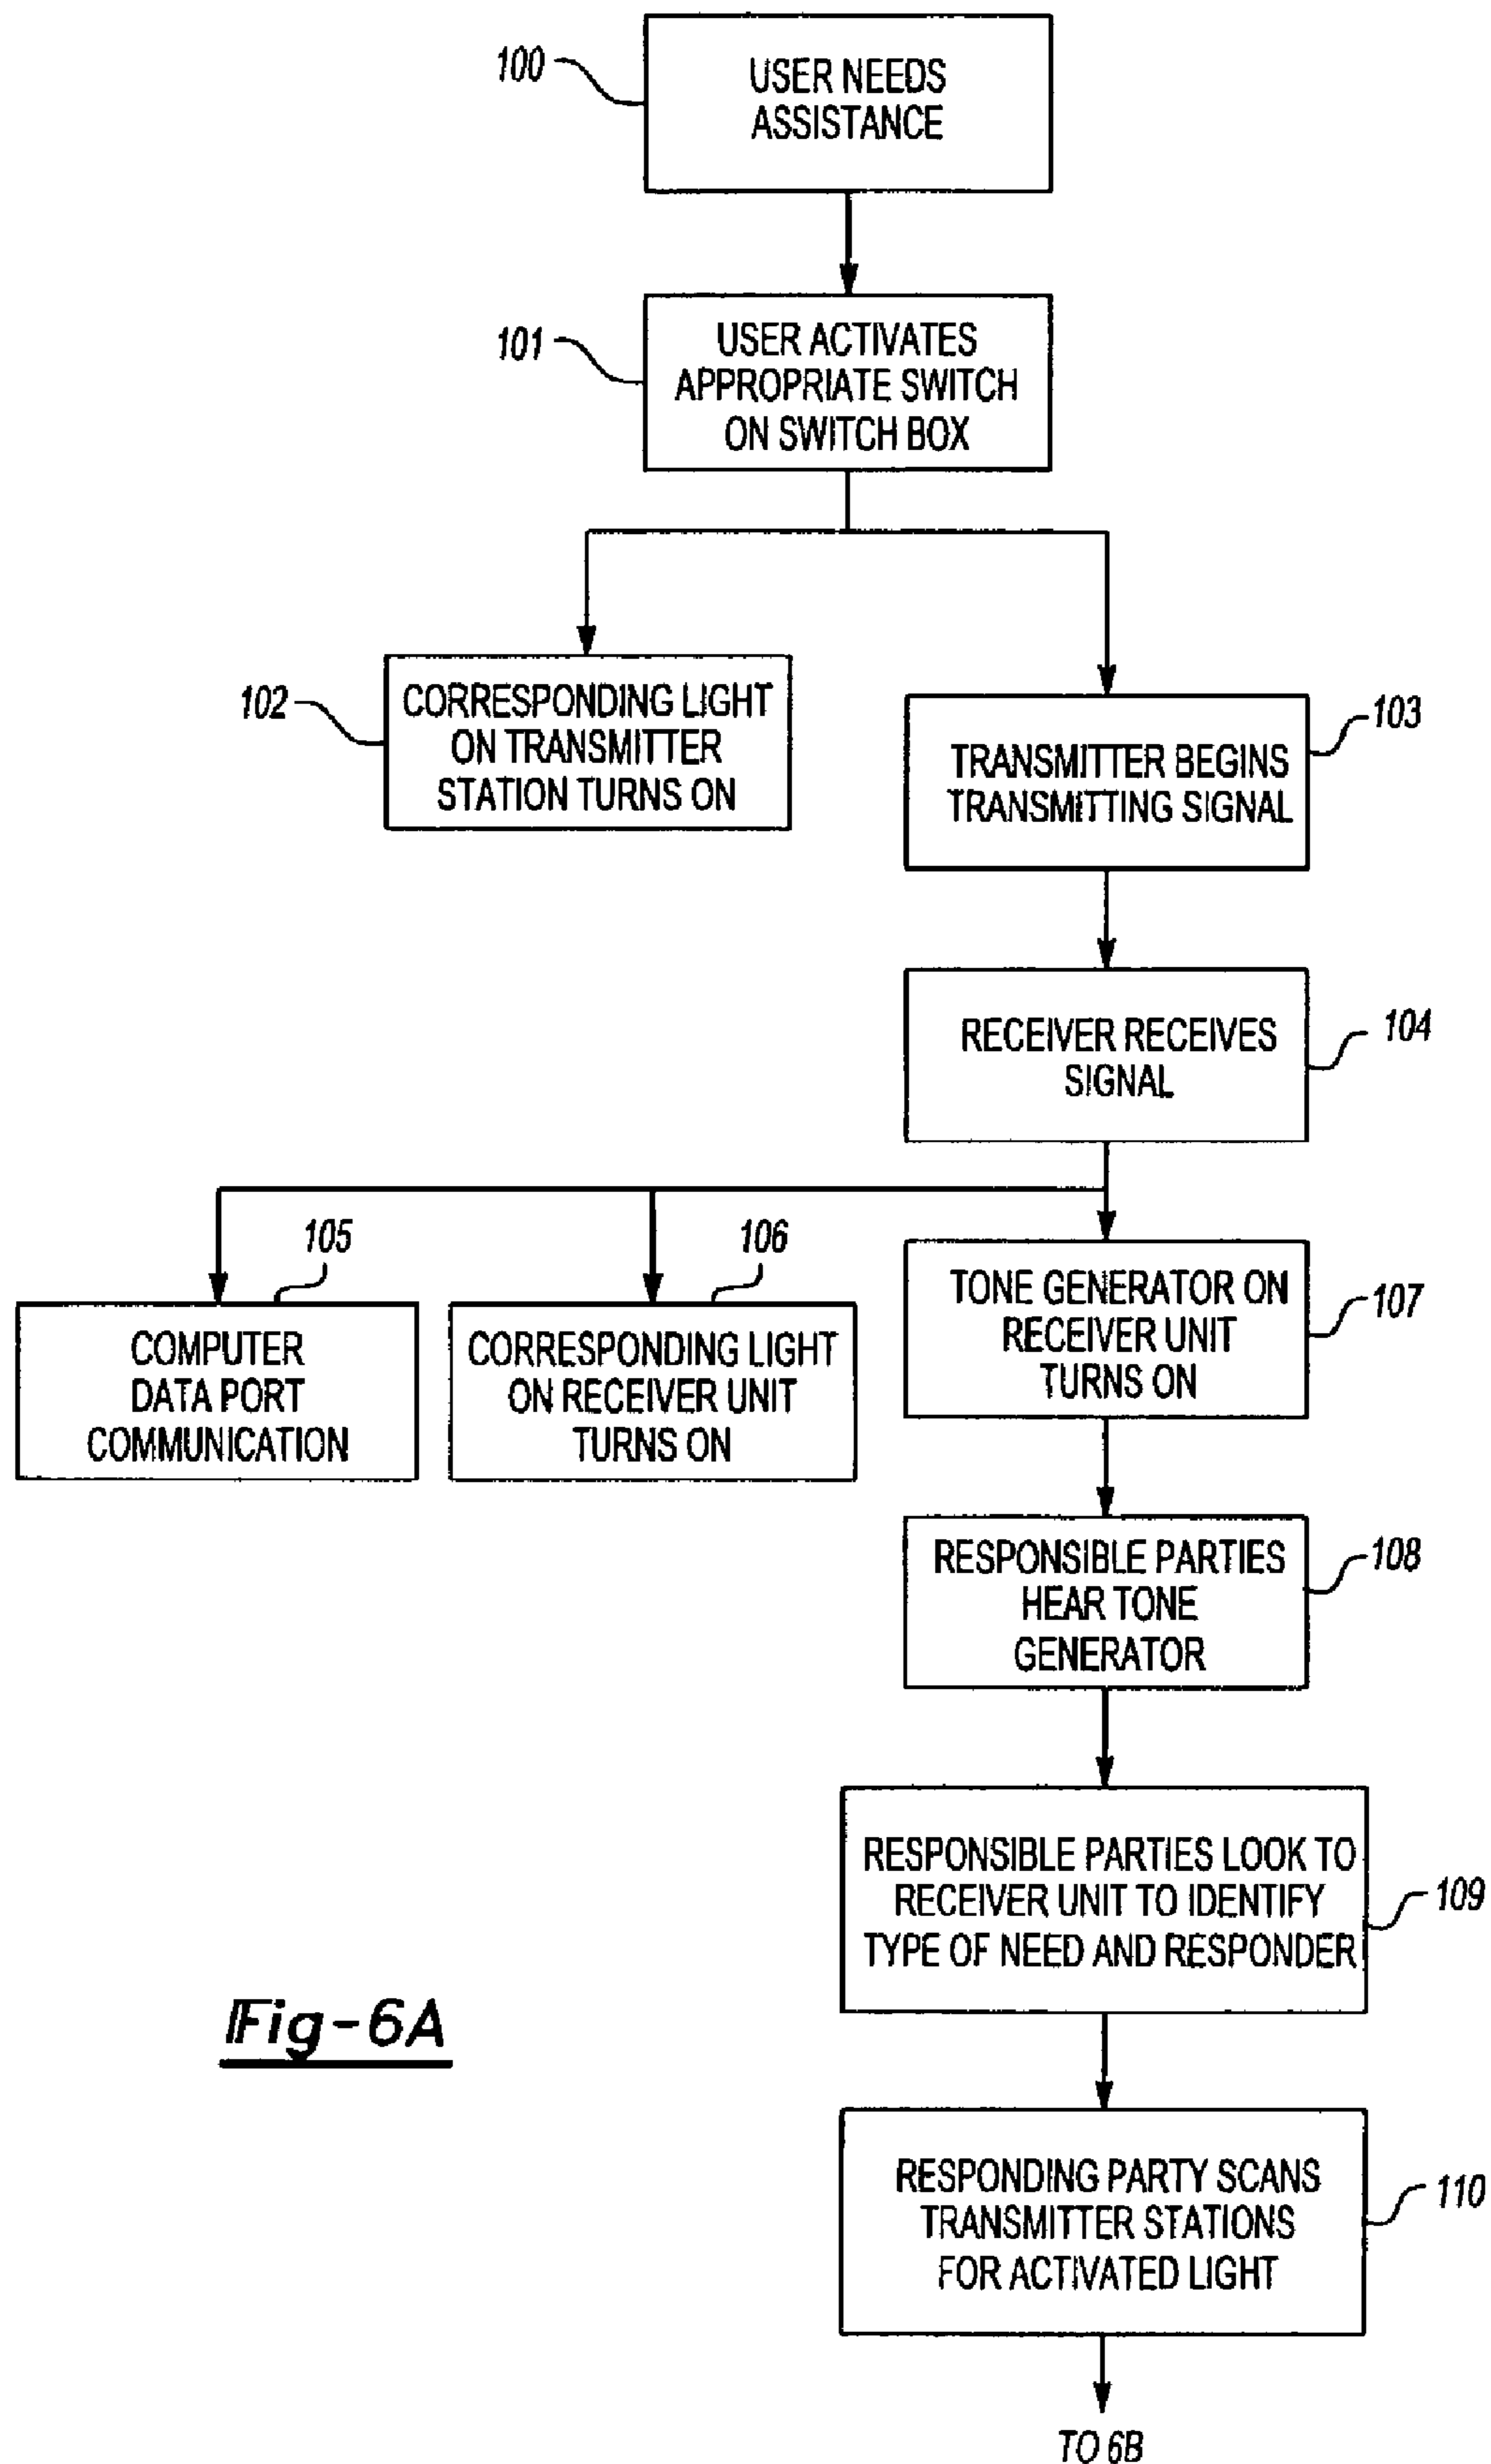 100
USER NEEDS
ASSISTANCE
101
USER ACTIVATES
APPROPRIATE SWITCH
ON SWITCH BOX
102
CORRESPONDING LIGHT
ON TRANSMITTER
STATION TURNS ON
103
TRANSMITTER BEGINS
TRANSMITTING SIGNAL
104
RECEIVER RECEIVES
SIGNAL
105
COMPUTER
DATA PORT
COMMUNICATION
106
CORRESPONDING LIGHT
ON RECEIVER UNIT
TURNS ON
107
TONE GENERATOR ON
RECEIVER UNIT
TURNS ON
108
RESPONSIBLE PARTIES
HEAR TONE
GENERATOR
109
RESPONSIBLE PARTIES LOOK TO
RECEIVER UNIT TO IDENTIFY
TYPE OF NEED AND RESPONDER
110
RESPONDING PARTY SCANS
TRANSMITTER STATIONS
FOR ACTIVATED LIGHT
TO 6B
Fig-6A